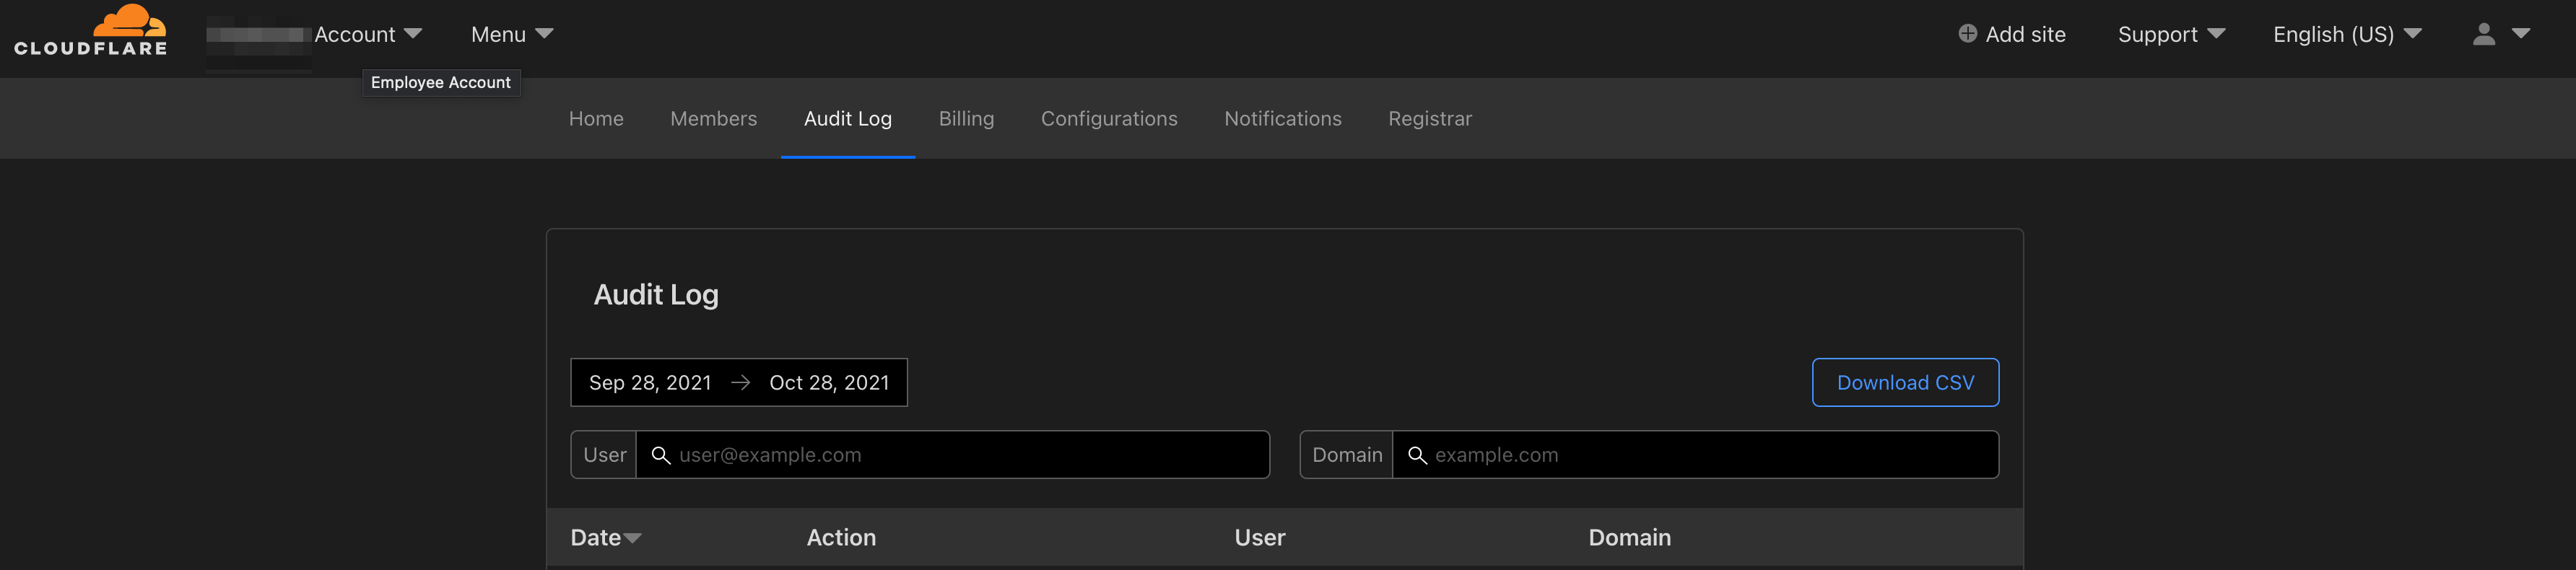 CLOUDFLARE
Account
Menu
Add site
Support
English (US)
Employee Account
Home
Members
Audit Log
Billing
Configurations
Notifications
Registrar
Audit Log
Sep 28, 2021 → Oct 28, 2021
Download CSV
User
user@example.com
Domain
example.com
Date
Action
User
Domain